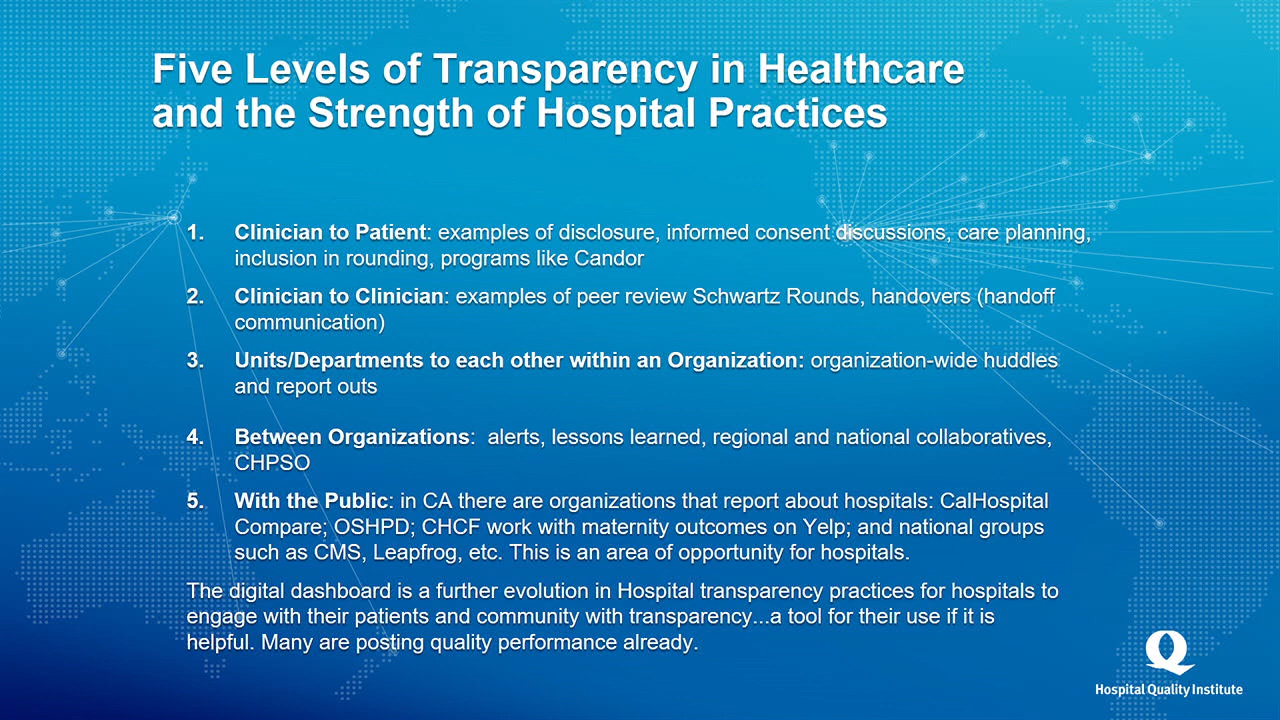 Five Levels of Transparency in Healthcare
and the Strength of Hospital Practices
1. Clinician to Patient: examples of disclosure, informed consent discussions, care planning,
inclusion in rounding, programs like Candor
2. Clinician to Clinician: examples of peer review Schwartz Rounds, handovers (handoff
communication)
3. Units/Departments to each other within an Organization: organization-wide huddles
and report outs
4. Between Organizations:  alerts, lessons learned, regional and national collaboratives,
CHPSO
5. With the Public: in CA there are organizations that report about hospitals: CalHospital
Compare; OSHPD; CHCF work with maternity outcomes on Yelp; and national groups
such as CMS, Leapfrog, etc. This is an area of opportunity for hospitals.
The digital dashboard is a further evolution in Hospital transparency practices for hospitals to
engage with their patients and community with transparency...a tool for their use if it is
helpful. Many are posting quality performance already.
Hospital Quality Institute